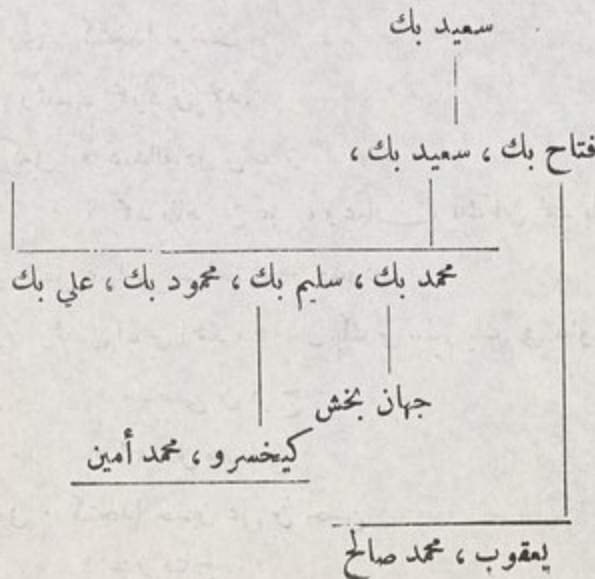 سعيد بك
فتاح بك ، سعيد بك ،
محمد بك ، سليم بك ، محمود بك ، علي بك
جهان بخش
كيخسرو ، محمد أمين
يعقوب ، محمد صالح